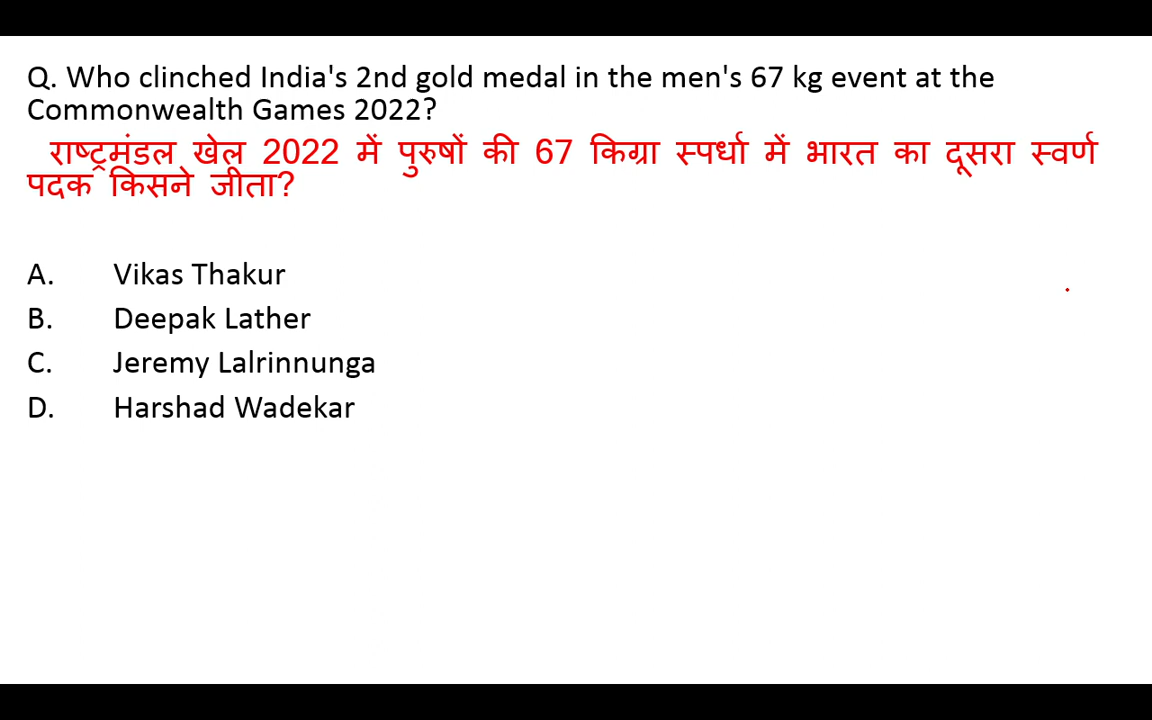 Q. Who clinched India's 2nd gold medal in the men's 67 kg event at the
Commonwealth Games 2022?
राष्ट्रमंडल खेल 2022 में पुरुषों की 67 किग्रा स्पर्धा में भारत का दूसरा स्वर्ण
पदक किसने जीता?
A. Vikas Thakur
B. Deepak Lather
C. Jeremy Lalrinnunga
D. Harshad Wadekar